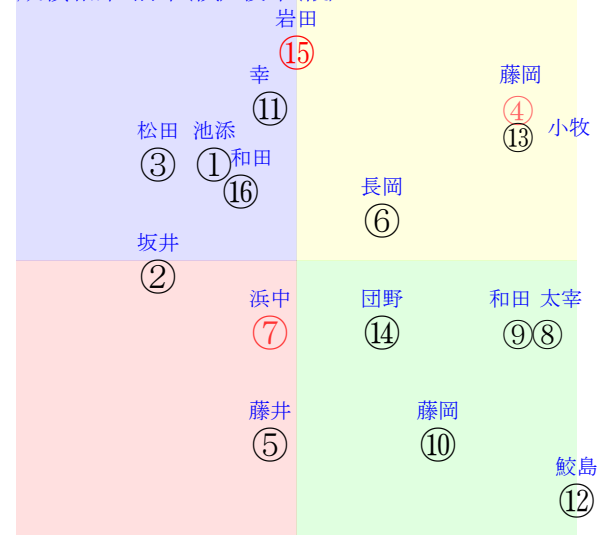 岩田
⑮
幸
⑪
藤岡
④
⑬
小牧
松田
③
池添
①
和田
⑯
長岡
⑥
坂井
②
浜中
⑦
団野
⑭
和田
⑨
太宰
⑧
藤井
⑤
藤岡
⑩
鮫島
⑫